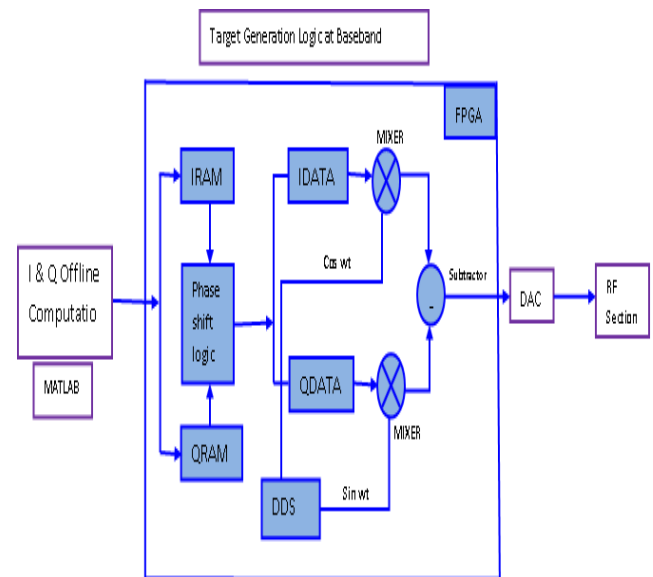 Target Generation Logic at Baseband
FPGA
MIXER
IRAM
IDATA
I & Q Offline
Computatio
MATLAB
Phase
shift
logic
Cos wt
Subtractor
-
DAC
RF
Section
QDATA
MIXER
QRAM
DDS
Sin wt